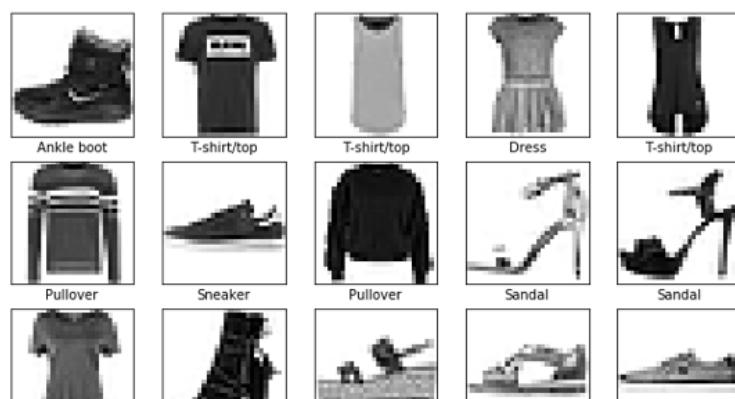 Ankle boot
T-shirt/top
T-shirt/top
Dress
T-shirt/top
Pullover
Sneaker
Pullover
Sandal
Sandal